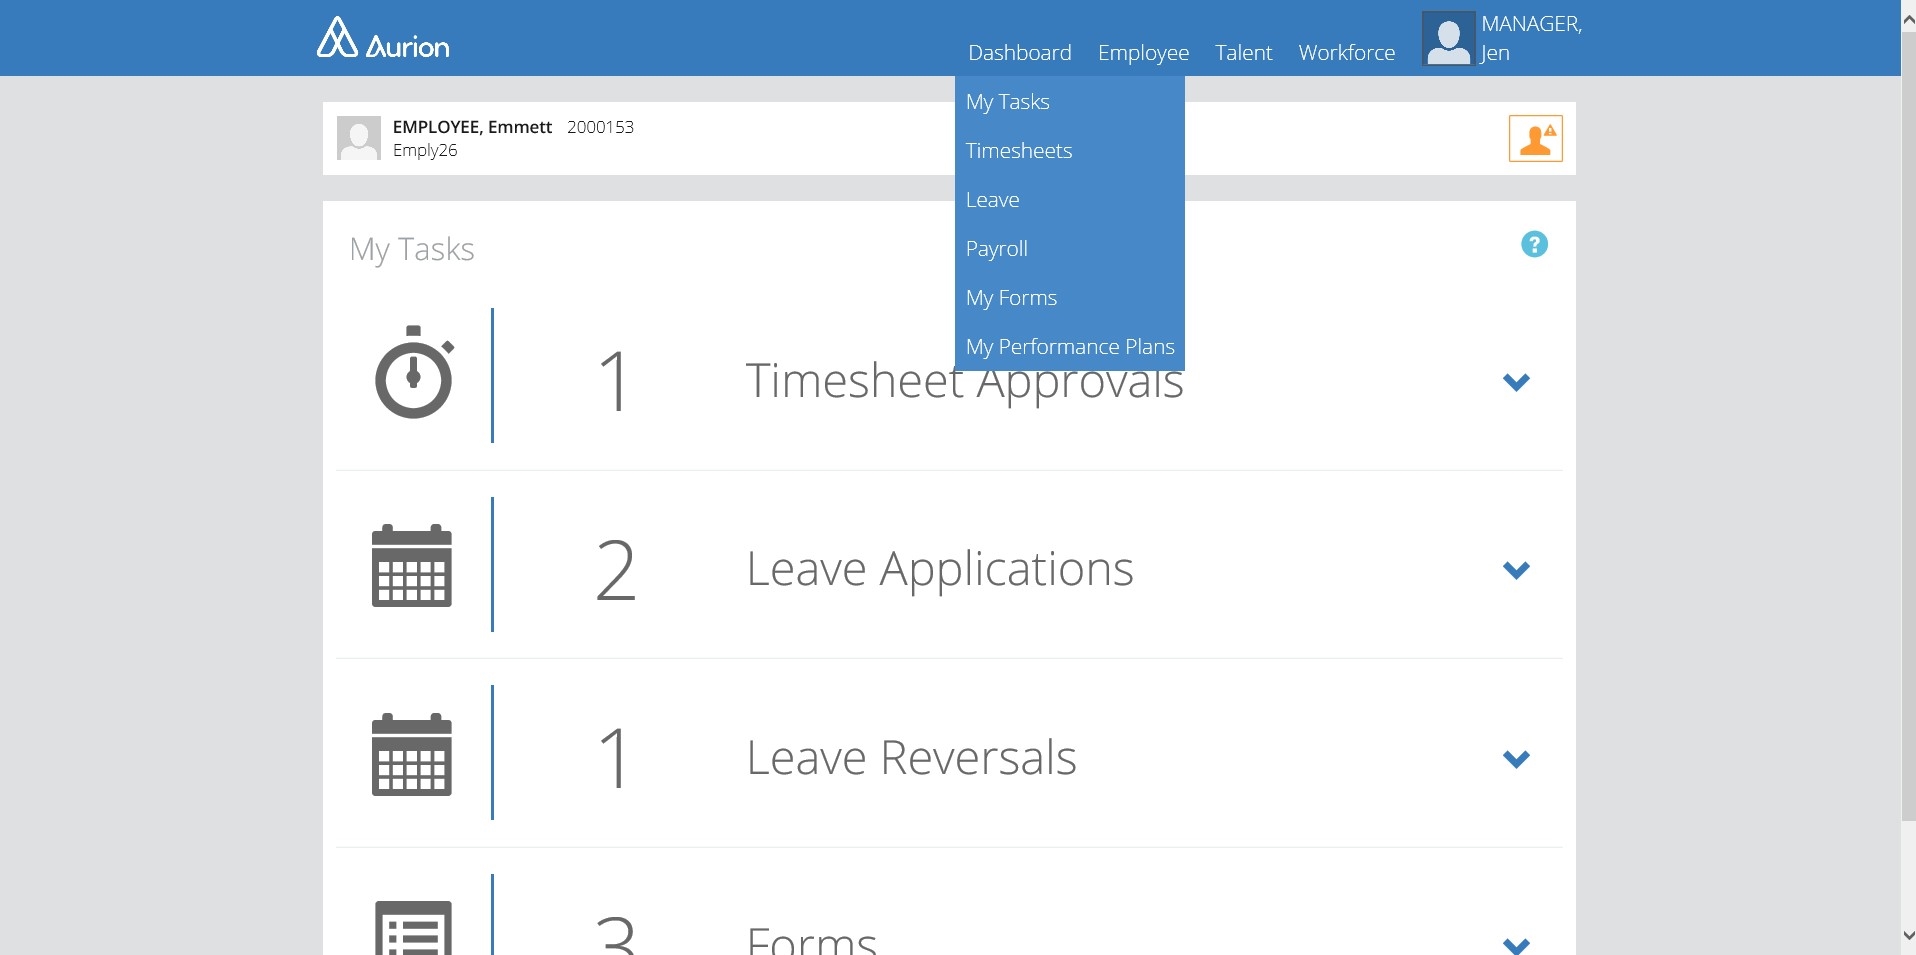 Aurion
Dashboard Employee Talent Workforce
MANAGER,
Jen
My Tasks
Timesheets
Leave
Payroll
My Forms
My Performance Plans
EMPLOYEE, Emmett 2000153
Emply26
My Tasks
?
1 Timesheet Approvals
2 Leave Applications
1 Leave Reversals
3 Forms